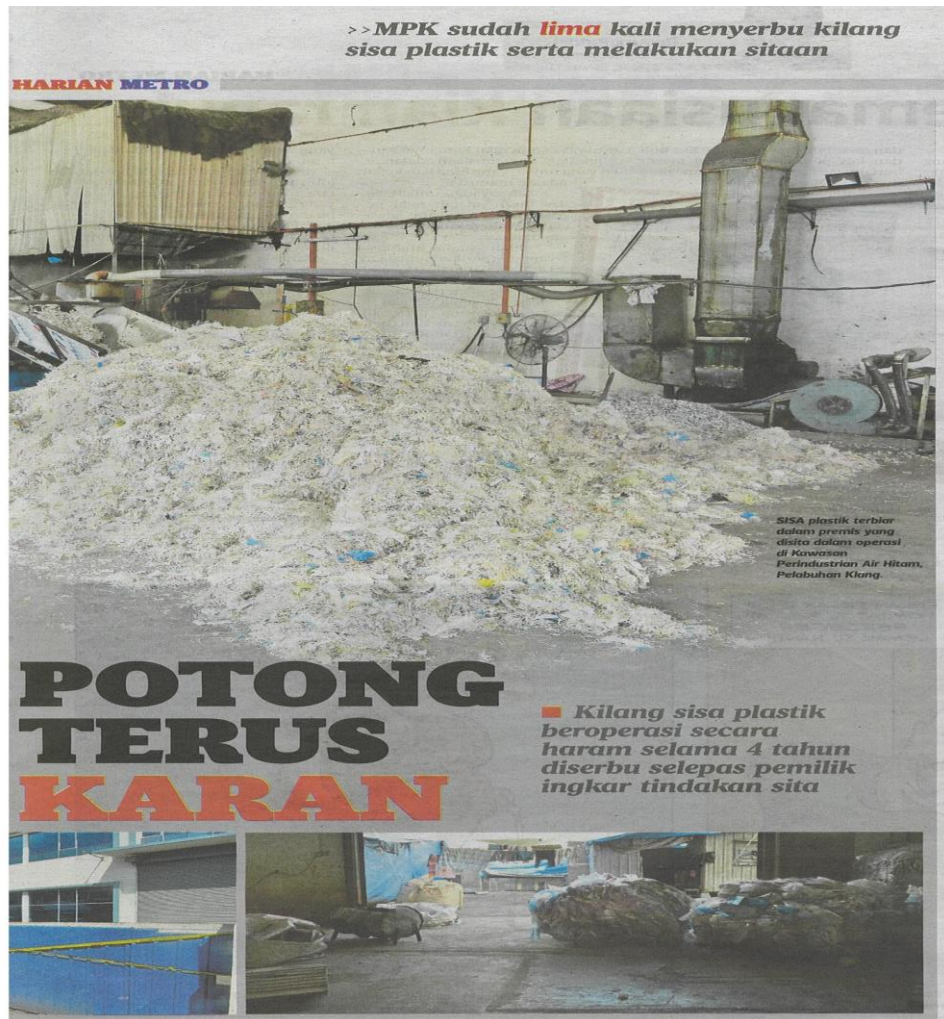 >>MPK sudah lima kali menyerbu kilang
sisa plastik serta melakukan sitaan
HARIAN METRO
SISA plastik terbiar
dalam premis yang
disita dalam operasi
di Kawasan
Perindustrian Air Hitam,
Pelabuhan Klang.
POTONG
TERUS
KARAN
Kilang sisa plastik
beroperasi secara
haram selama 4 tahun
diserbu selepas pemilik
ingkar tindakan sita